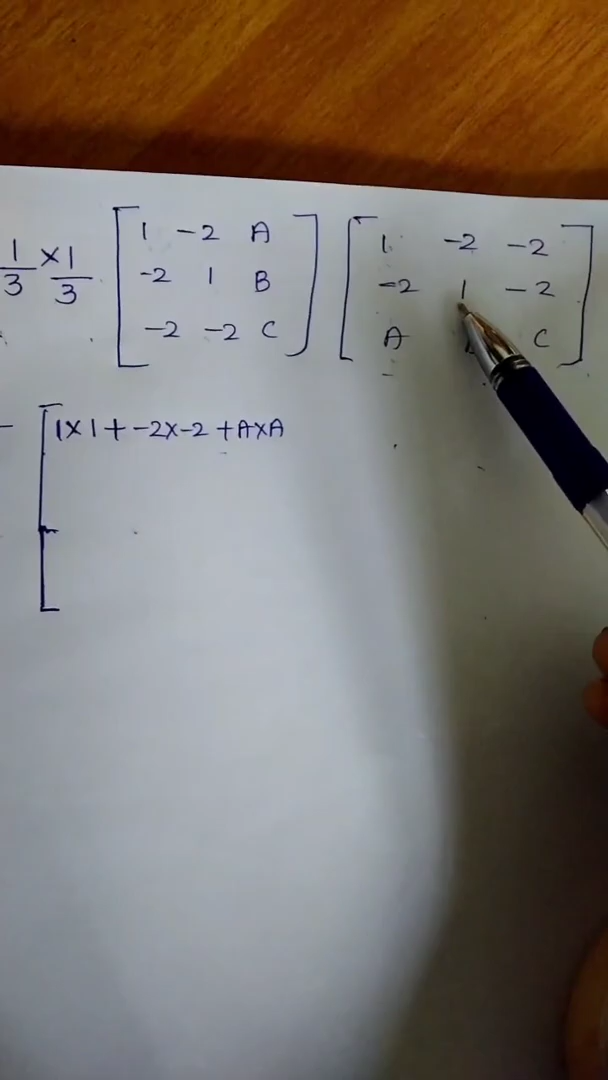 1/3 × 1/3 [1 -2 A] [1 -2 -2]
[-2 1 B] [-2 1 -2]
[-2 -2 C] [A C]
[1×1+-2×-2+A×A